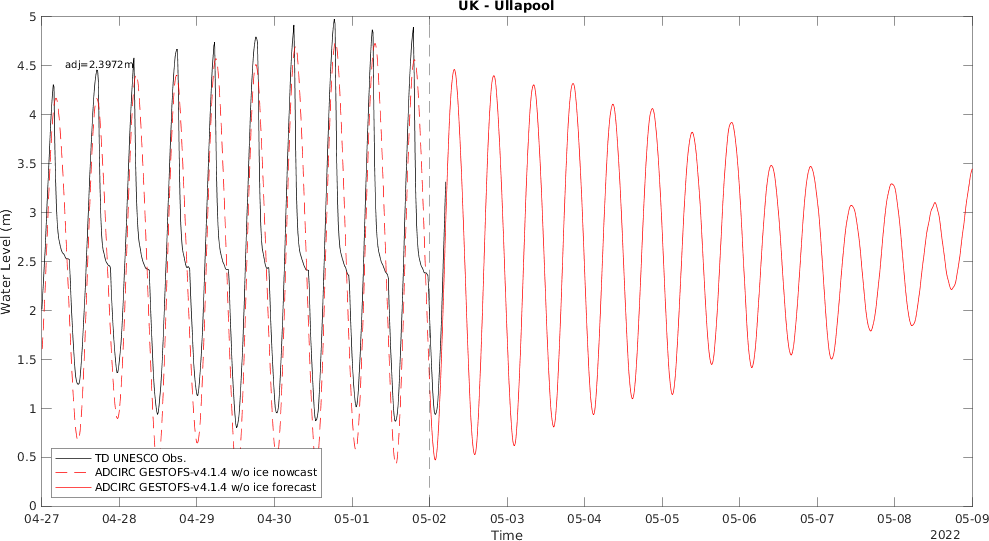 UK - Ullapool
adj=2.3972m
Water Level (m)
5
4.5
4
3.5
3
2.5
2
1.5
1
0.5
0
TD UNESCO Obs.
ADCIRC GESTOFS-v4.1.4 w/o ice nowcast
ADCIRC GESTOFS-v4.1.4 w/o ice forecast
04-27 04-28 04-29 04-30 05-01 05-02 05-03 05-04 05-05 05-06 05-07 05-08 05-09
Time
2022